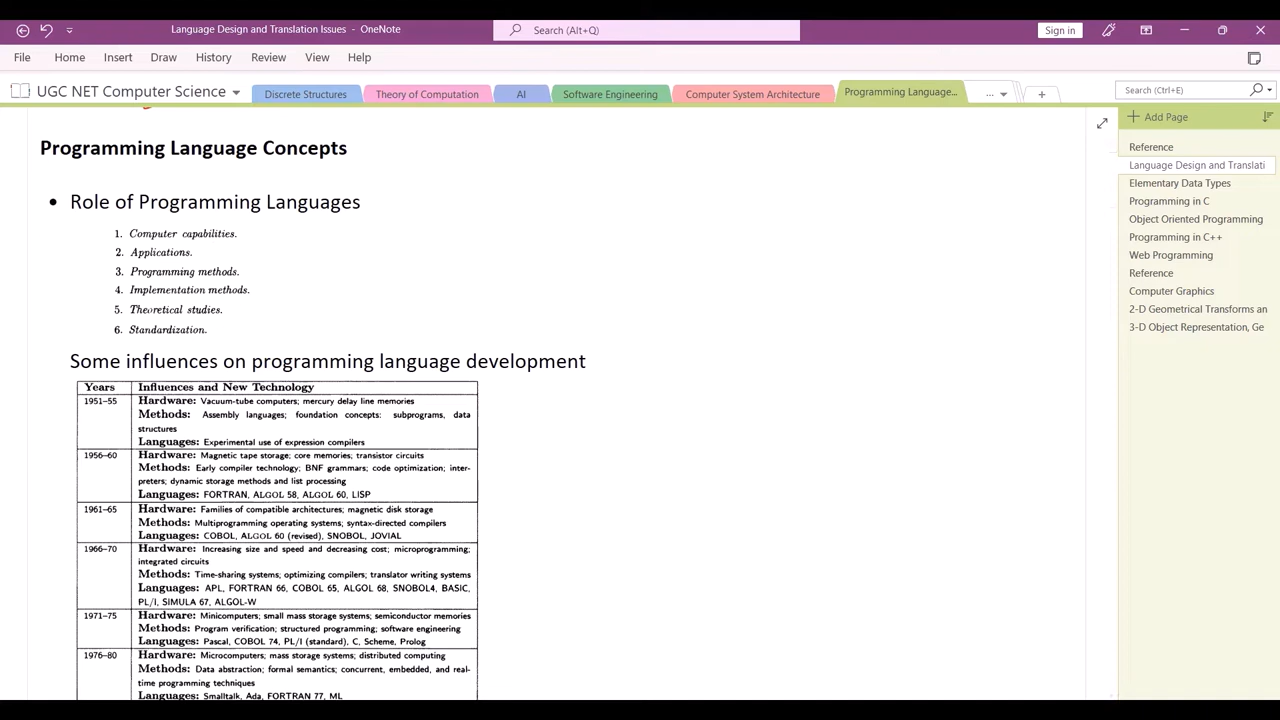 Language Design and Translation Issues - OneNote
Search (Alt+Q)
Sign in
File Home Insert Draw History Review View Help
UGC NET Computer Science
Discrete Structures
Theory of Computation
AI
Software Engineering
Computer System Architecture
Programming Language...
...
Search (Ctrl+E)
Add Page
Reference
Language Design and Translati
Elementary Data Types
Programming in C
Object Oriented Programming
Programming in C++
Web Programming
Reference
Computer Graphics
2-D Geometrical Transforms an
3-D Object Representation, Ge
Programming Language Concepts
• Role of Programming Languages
1. Computer capabilities.
2. Applications.
3. Programming methods.
4. Implementation methods.
5. Theoretical studies.
6. Standardization.
Some influences on programming language development
Years Influences and New Technology
1951–55 Hardware: Vacuum-tube computers; mercury delay line memories
Methods: Assembly languages; foundation concepts: subprograms, data
structures
Languages: Experimental use of expression compilers
1956–60 Hardware: Magnetic tape storage; core memories; transistor circuits
Methods: Early compiler technology; BNF grammars; code optimization; inter-
preters; dynamic storage methods and list processing
Languages: FORTRAN, ALGOL 58, ALGOL 60, LISP
1961–65 Hardware: Families of compatible architectures; magnetic disk storage
Methods: Multiprogramming operating systems; syntax-directed compilers
Languages: COBOL, ALGOL 60 (revised), SNOBOL, JOVIAL
1966–70 Hardware: Increasing size and speed and decreasing cost; microprogramming;
integrated circuits
Methods: Time-sharing systems; optimizing compilers; translator writing systems
Languages: APL, FORTRAN 66, COBOL 65, ALGOL 68, SNOBOL4, BASIC,
PL/I, SIMULA 67, ALGOL-W
1971–75 Hardware: Minicomputers; small mass storage systems; semiconductor memories
Methods: Program verification; structured programming; software engineering
Languages: Pascal, COBOL 74, PL/I (standard), C, Scheme, Prolog
1976–80 Hardware: Microcomputers; mass storage systems; distributed computing
Methods: Data abstraction; formal semantics; concurrent, embedded, and real-
time programming techniques
Languages: Smalltalk, Ada, FORTRAN 77, ML